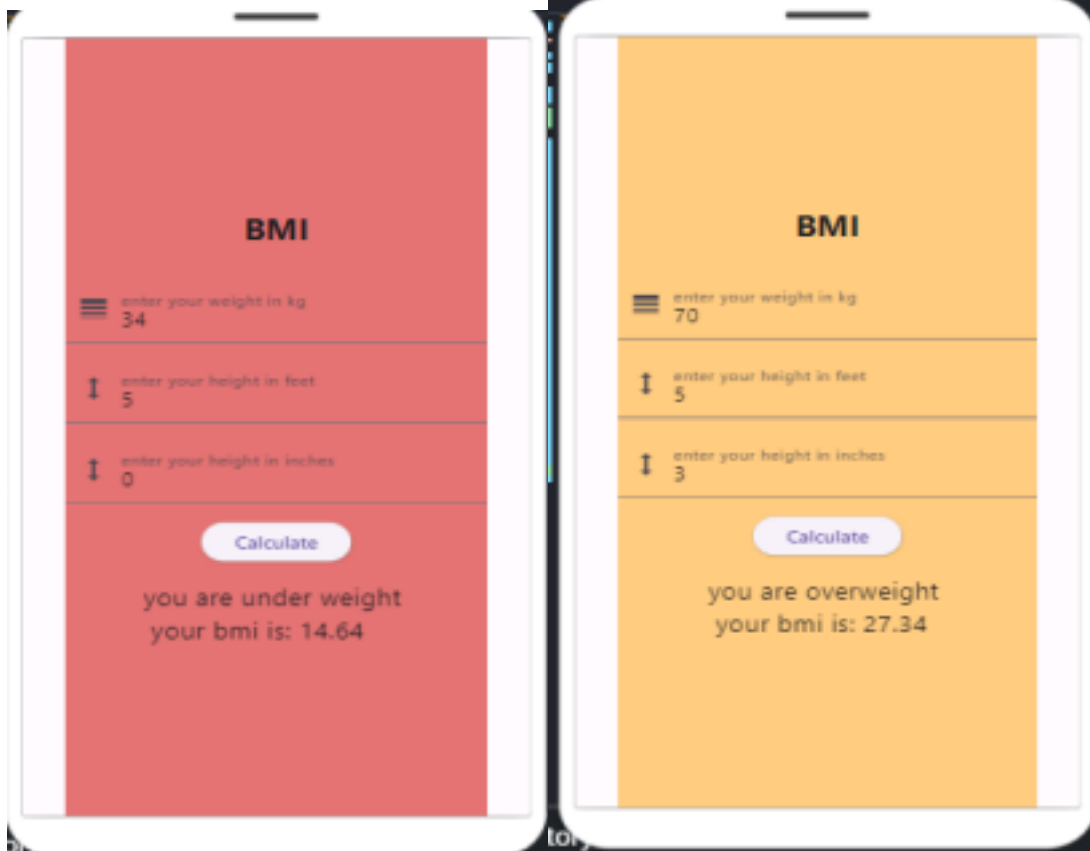 BMI
enter your weight in kg
34
enter your height in feet
5
enter your height in inches
0
Calculate
you are under weight
your bmi is: 14.64
BMI
enter your weight in kg
70
enter your height in feet
5
enter your height in inches
3
Calculate
you are overweight
your bmi is: 27.34